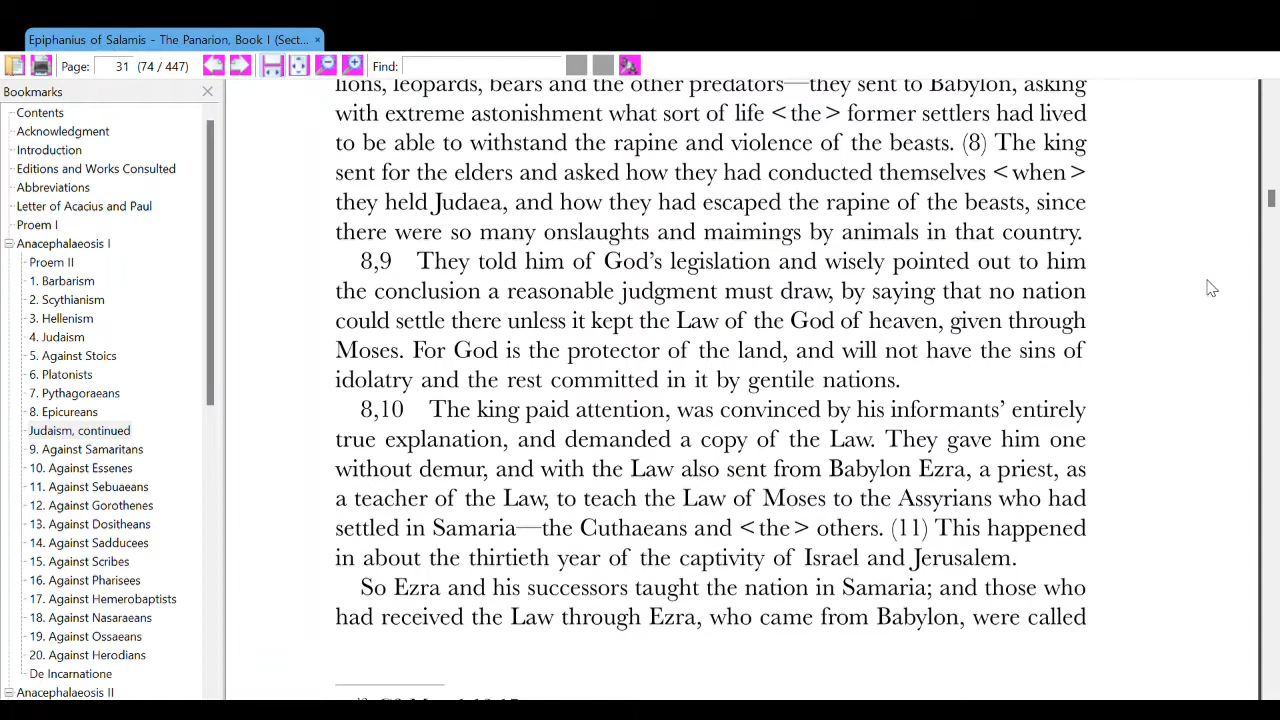 Epiphanius of Salamis - The Panarion, Book I (Sect...
Page: 31 (74 / 447) Find:
Bookmarks
Contents
Acknowledgment
Introduction
Editions and Works Consulted
Abbreviations
Letter of Acacius and Paul
Proem I
Anacephalaeosis I
Proem II
1. Barbarism
2. Scythianism
3. Hellenism
4. Judaism
5. Against Stoics
6. Platonists
7. Pythagoraeans
8. Epicureans
Judaism, continued
9. Against Samaritans
10. Against Essenes
11. Against Sebuaeans
12. Against Gorothenes
13. Against Dositheans
14. Against Sadducees
15. Against Scribes
16. Against Pharisees
17. Against Hemerobaptists
18. Against Nasaraeans
19. Against Ossaeans
20. Against Herodians
De Incarnatione
Anacephalaeosis II
lions, leopards, bears and the other predators—they sent to Babylon, asking
with extreme astonishment what sort of life <the> former settlers had lived
to be able to withstand the rapine and violence of the beasts. (8) The king
sent for the elders and asked how they had conducted themselves <when>
they held Judaea, and how they had escaped the rapine of the beasts, since
there were so many onslaughts and maimings by animals in that country.
8,9 They told him of God's legislation and wisely pointed out to him
the conclusion a reasonable judgment must draw, by saying that no nation
could settle there unless it kept the Law of the God of heaven, given through
Moses. For God is the protector of the land, and will not have the sins of
idolatry and the rest committed in it by gentile nations.
8,10 The king paid attention, was convinced by his informants' entirely
true explanation, and demanded a copy of the Law. They gave him one
without demur, and with the Law also sent from Babylon Ezra, a priest, as
a teacher of the Law, to teach the Law of Moses to the Assyrians who had
settled in Samaria—the Cuthaeans and <the> others. (11) This happened
in about the thirtieth year of the captivity of Israel and Jerusalem.
So Ezra and his successors taught the nation in Samaria; and those who
had received the Law through Ezra, who came from Babylon, were called